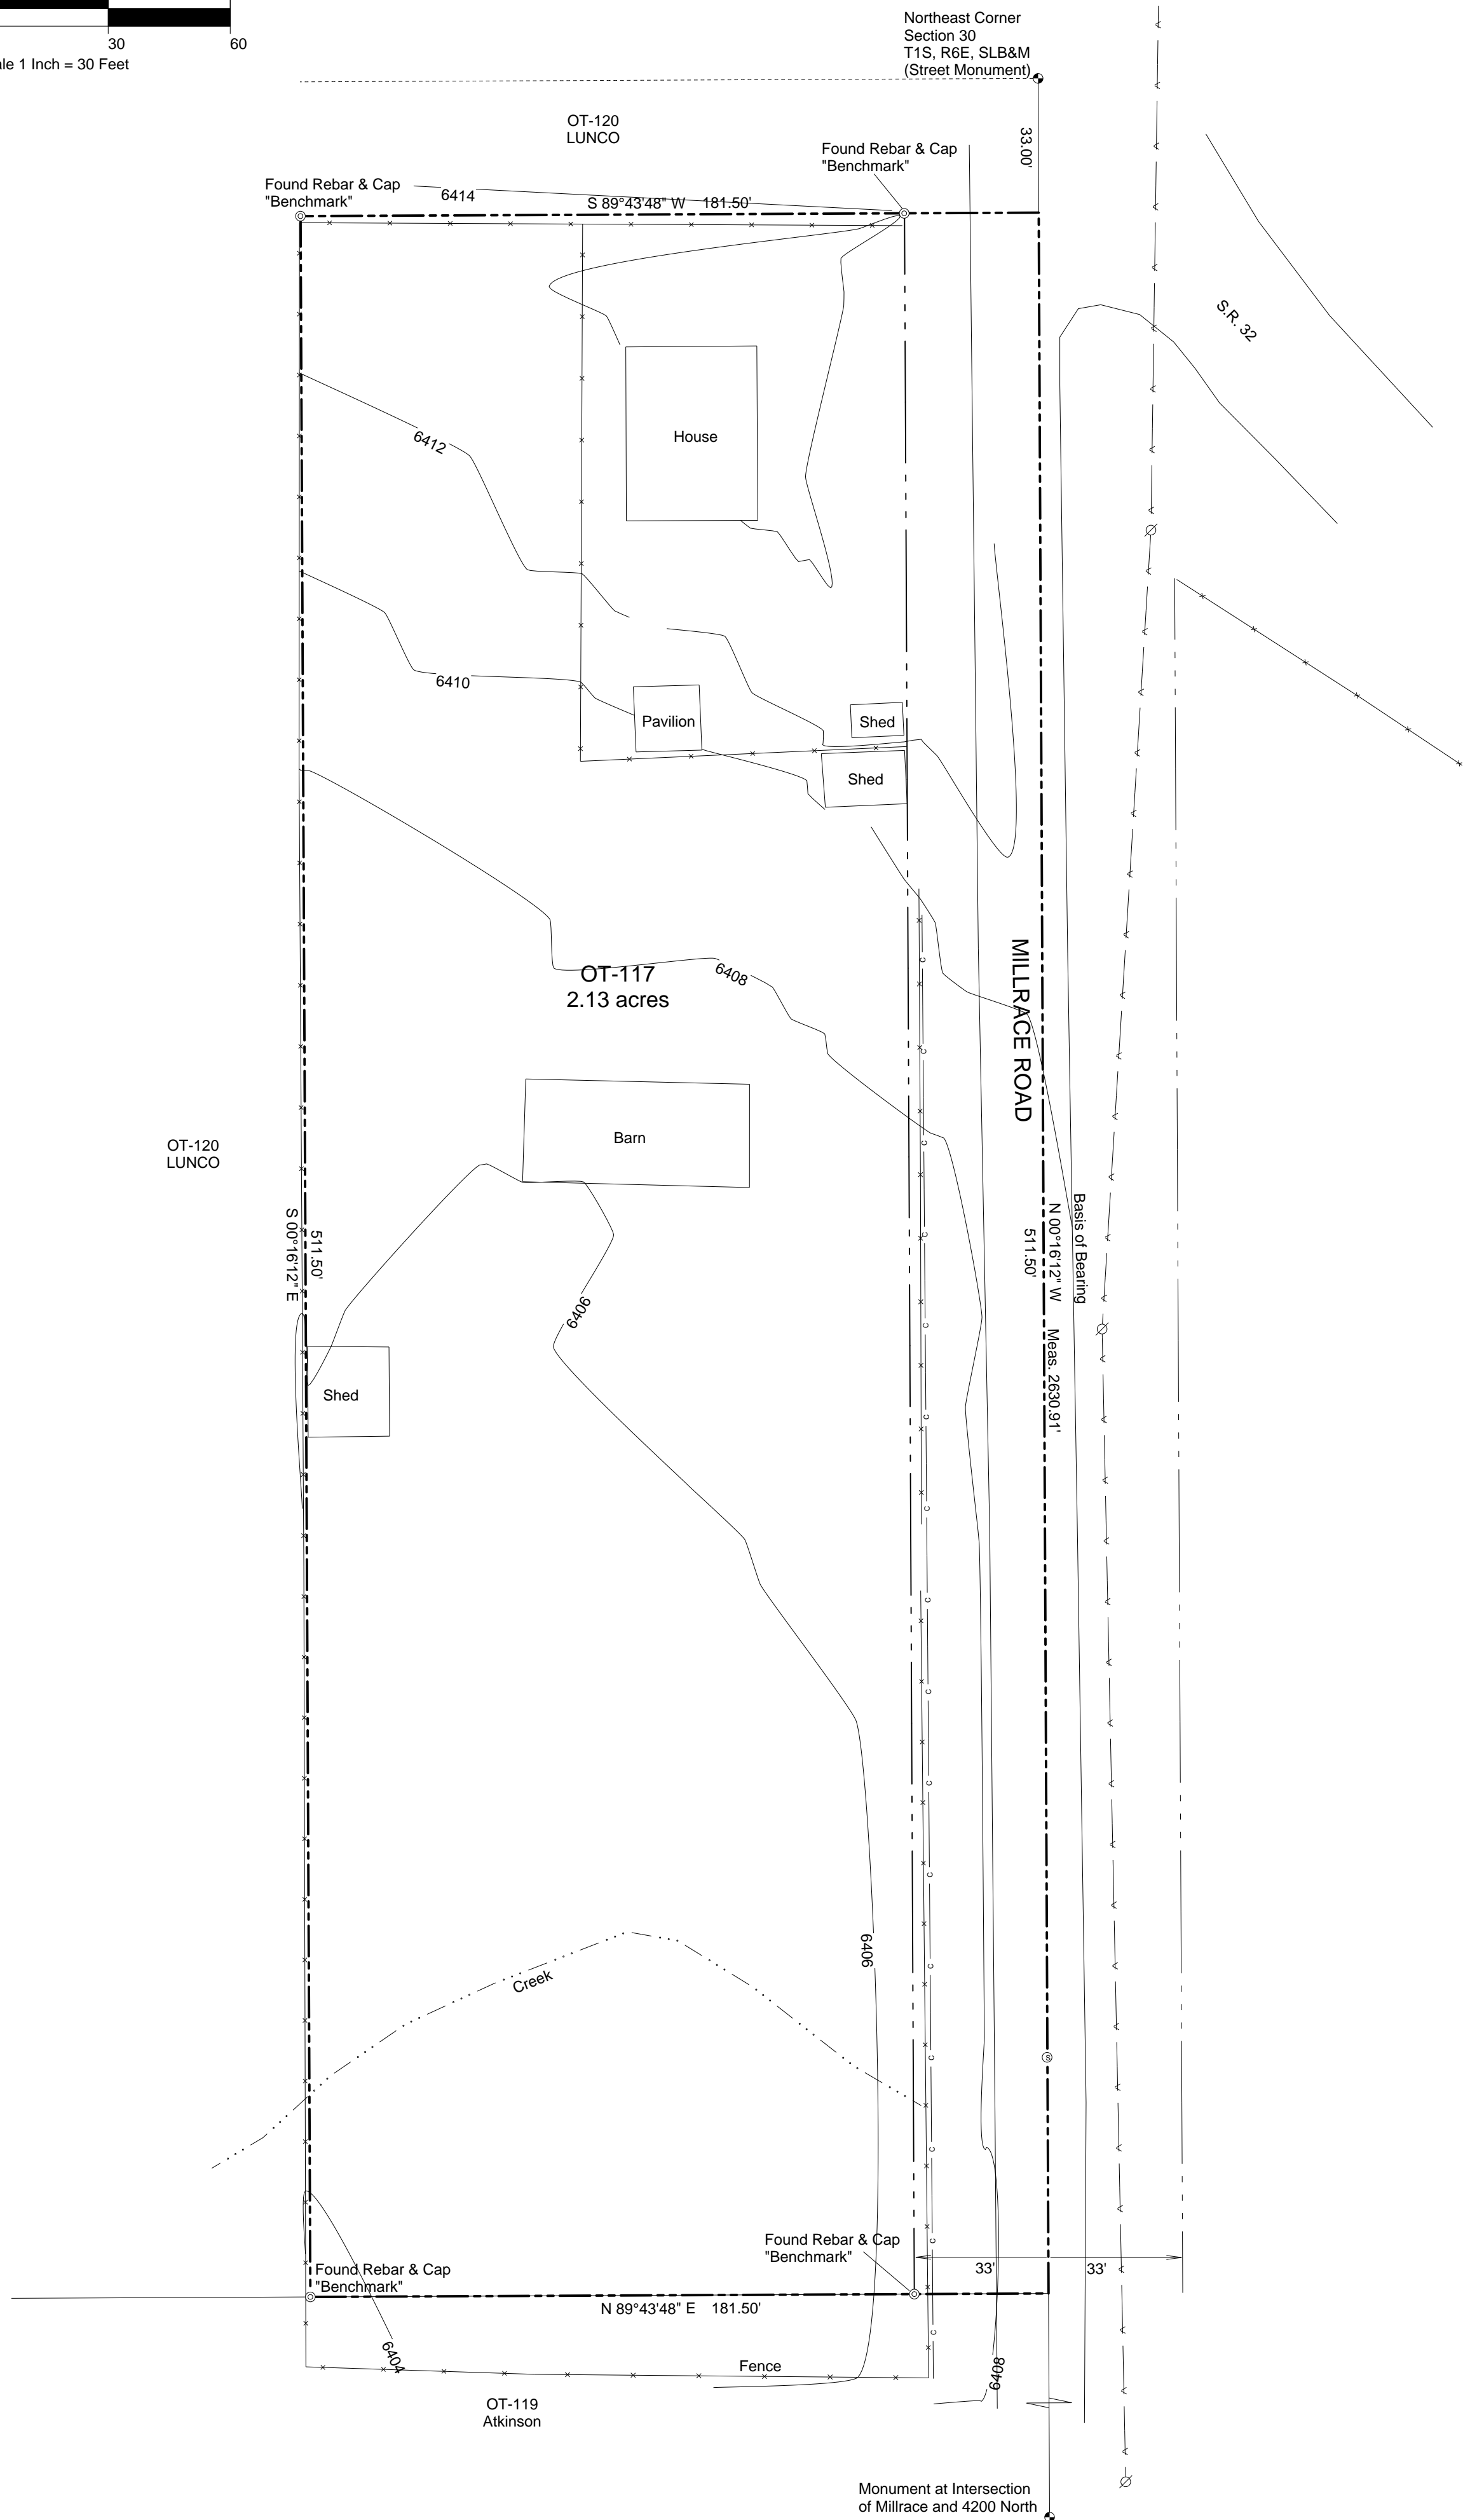 30
60
ale 1 Inch = 30 Feet
Northeast Corner
Section 30
T1S, R6E, SLB&M
(Street Monument)
33.00'
OT-120
LUNCO
Found Rebar & Cap
"Benchmark"
Found Rebar & Cap
"Benchmark"
6414
S 89°43'48" W 181.50'
S.R. 32
6412
House
6410
Pavilion
Shed
Shed
OT-117
2.13 acres
6408
MILLRACE ROAD
Barn
OT-120
LUNCO
S 00°16'12" E
511.50'
511.50'
N 00°16'12" W Meas. 2630.91'
Basis of Bearing
6406
Shed
6406
Creek
S
Found Rebar & Cap
"Benchmark"
Found Rebar & Cap
"Benchmark"
33'
33'
N 89°43'48" E 181.50'
6404
Fence
6408
OT-119
Atkinson
Monument at Intersection
of Millrace and 4200 North